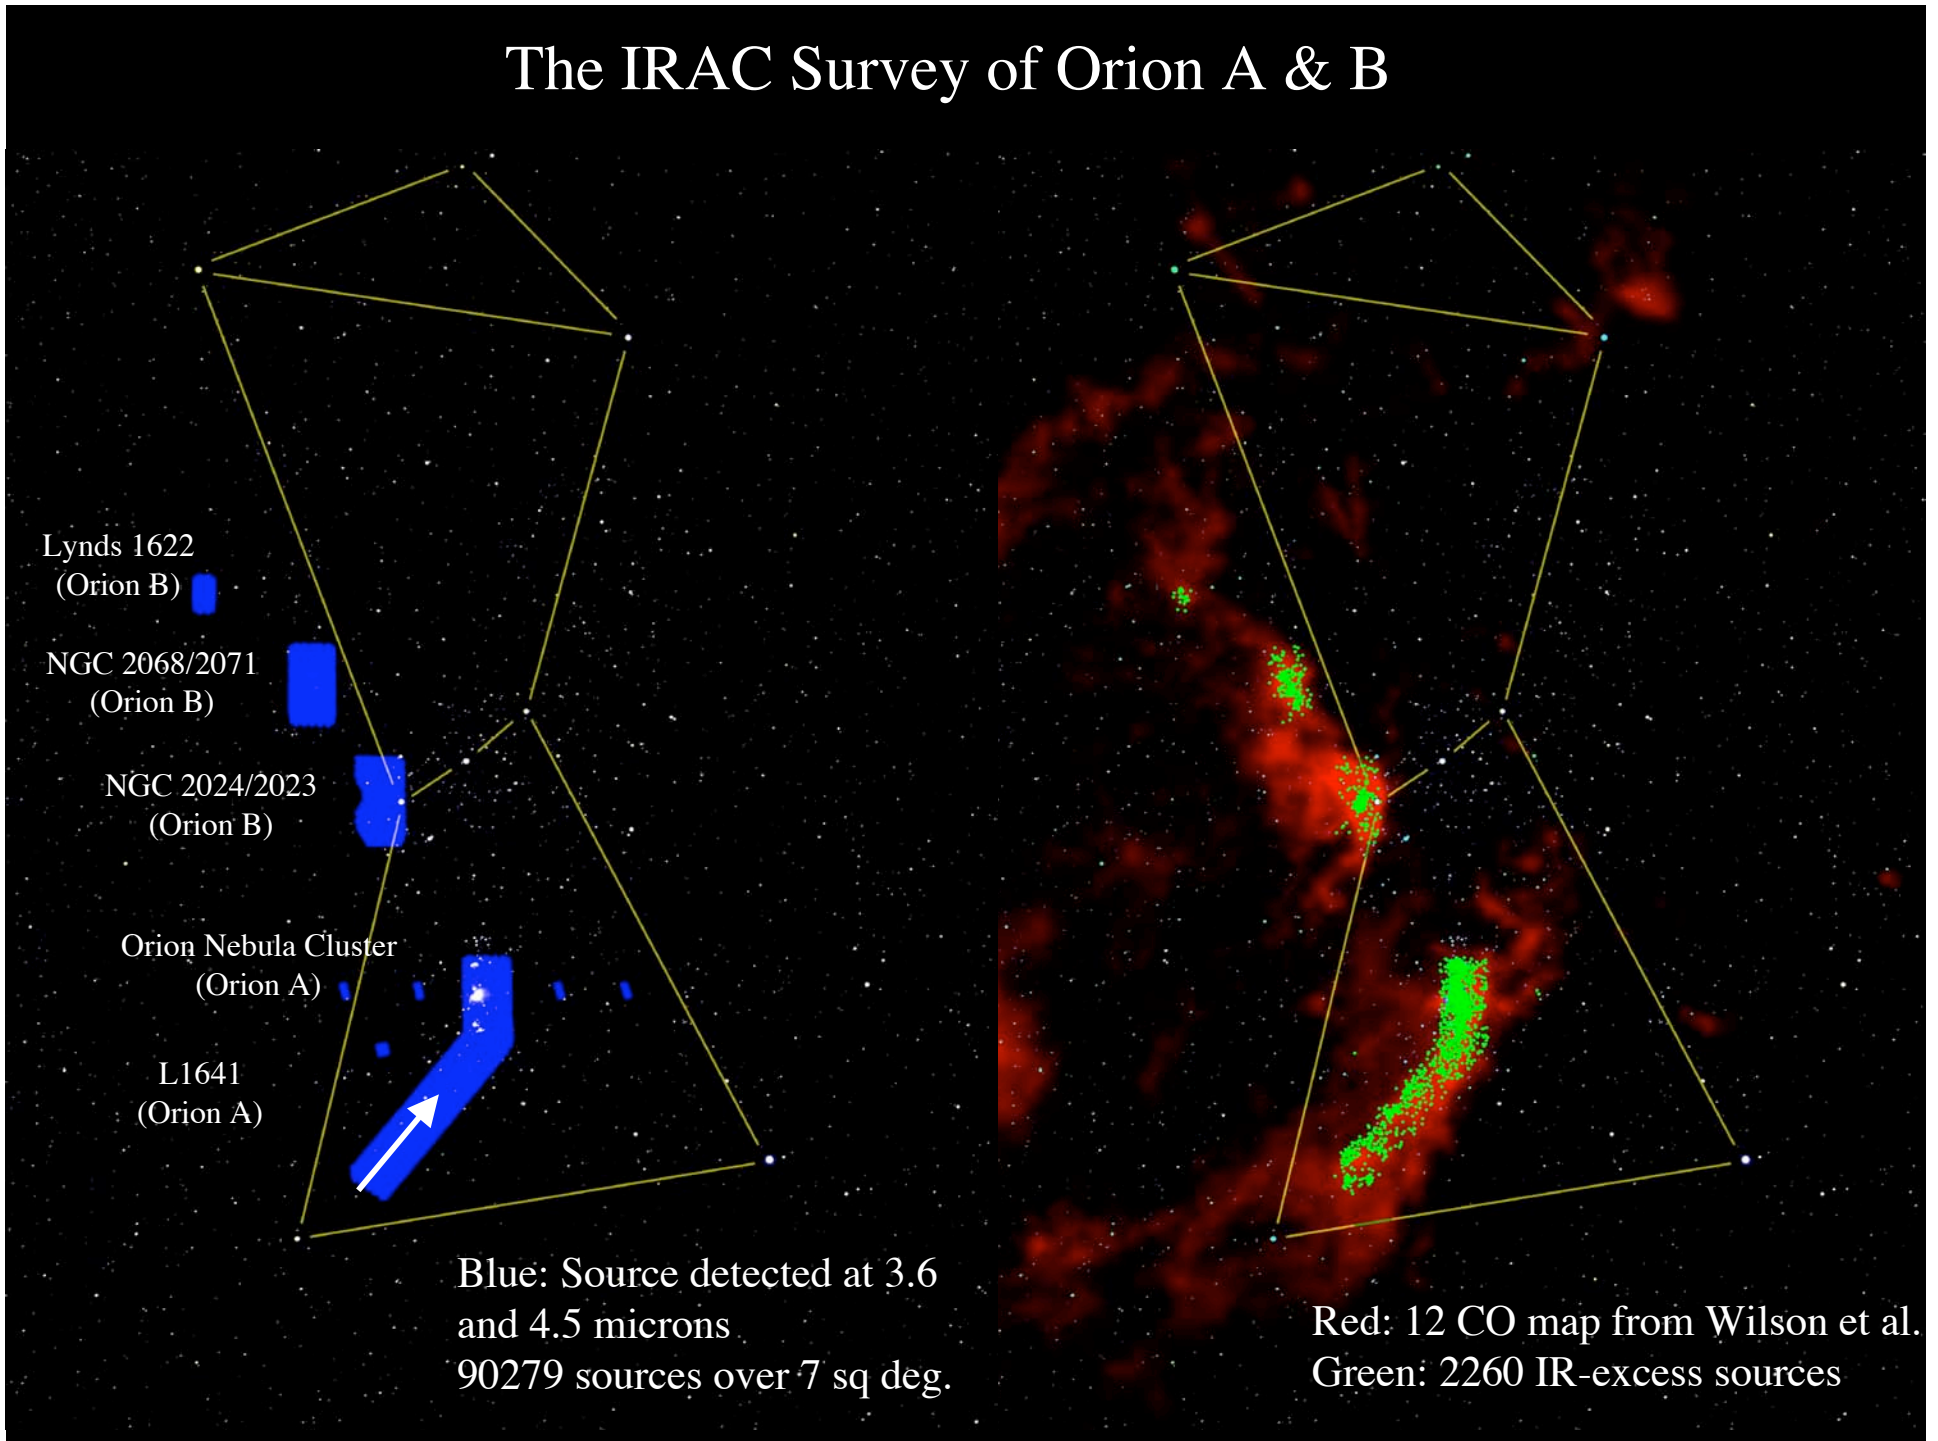 The IRAC Survey of Orion A & B
Lynds 1622
(Orion B)
NGC 2068/2071
(Orion B)
NGC 2024/2023
(Orion B)
Orion Nebula Cluster
(Orion A)
L1641
(Orion A)
Blue: Source detected at 3.6
and 4.5 microns
90279 sources over 7 sq deg.
Red: 12 CO map from Wilson et al.
Green: 2260 IR-excess sources